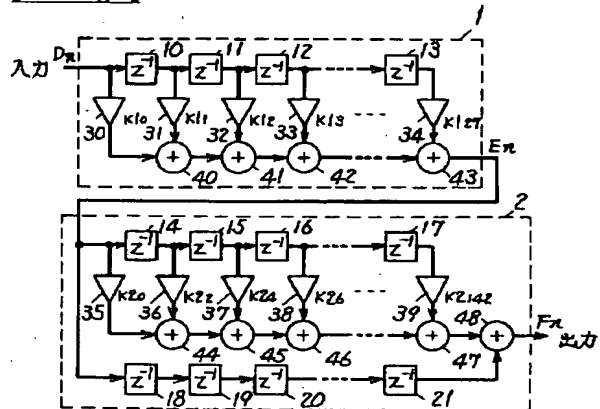 1
入力 Dn
10 11 12 13
z⁻¹ z⁻¹ z⁻¹ z⁻¹
30 K10 31 K11 32 K12 33 K13 34 K127
+ + + +
40 41 42 43
En
2
14 15 16 17
z⁻¹ z⁻¹ z⁻¹ z⁻¹
35 K20 36 K22 37 K24 38 K26 39 K2142 48
+ + + + +
Fn 出力
44 45 46 47
z⁻¹ z⁻¹ z⁻¹ z⁻¹
18 19 20 21